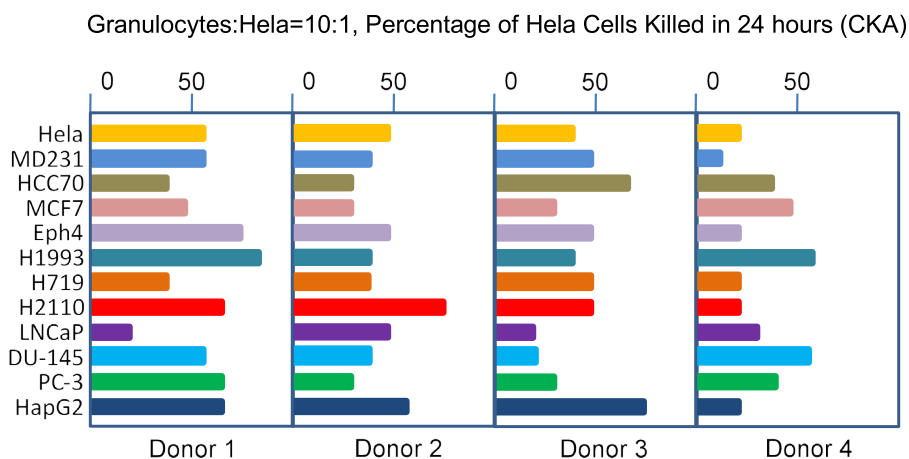 Granulocytes:Hela=10:1, Percentage of Hela Cells Killed in 24 hours (CKA)
0 50 0 50 0 50 0 50
Hela
MD231
HCC70
MCF7
Eph4
H1993
H719
H2110
LNCaP
DU-145
PC-3
HapG2
Donor 1 Donor 2 Donor 3 Donor 4